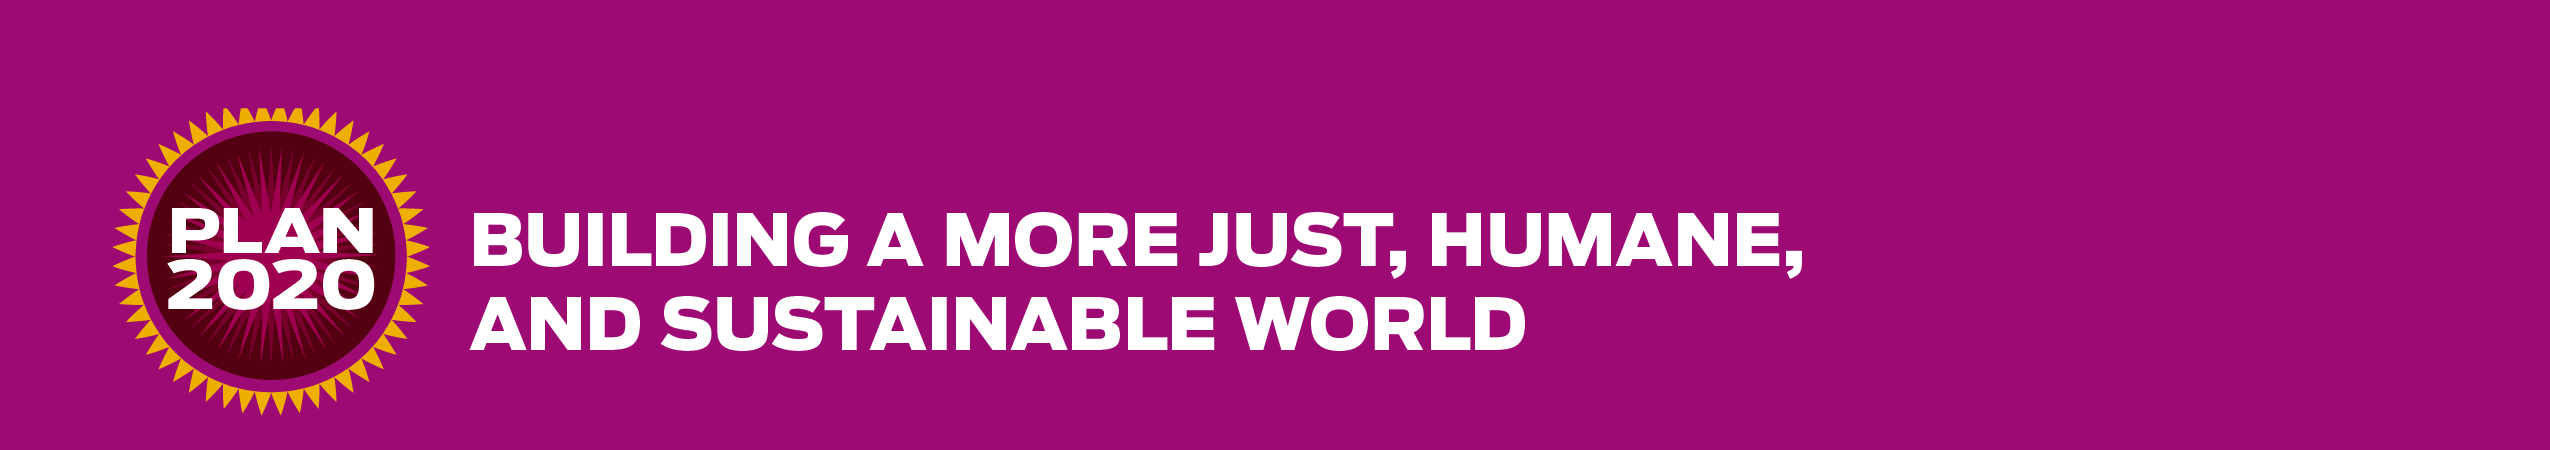 PLAN
2020
BUILDING A MORE JUST, HUMANE,
AND SUSTAINABLE WORLD